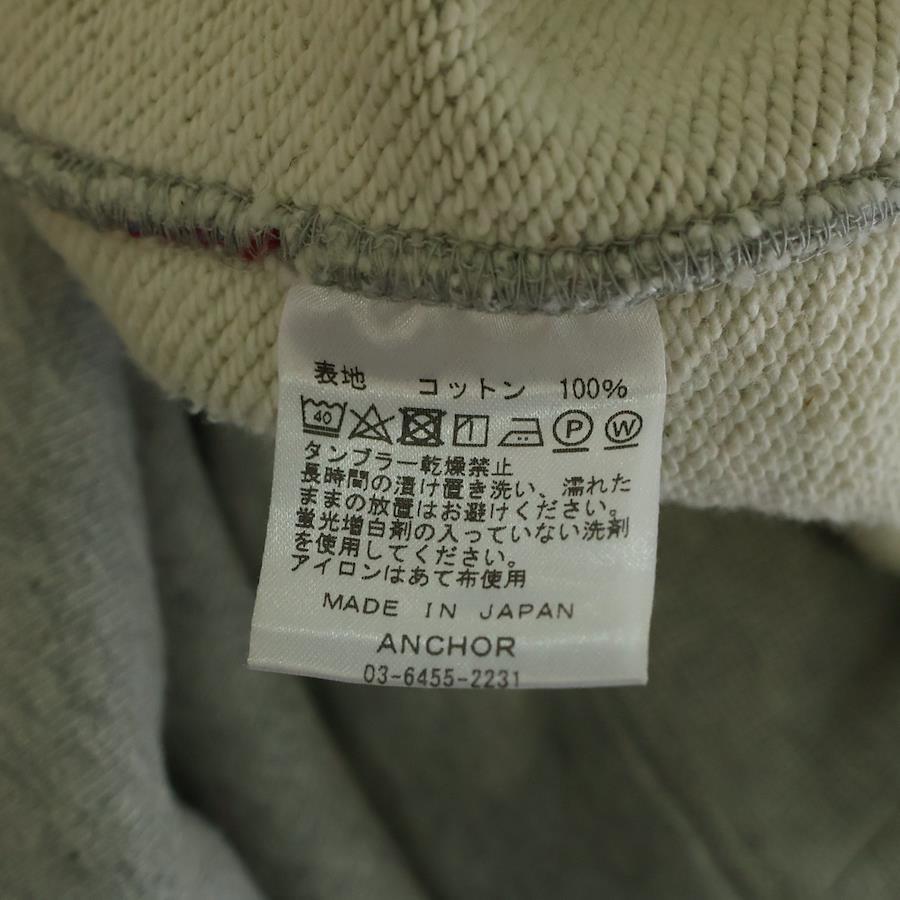 表地 コットン 100%
40 P W
タンブラー乾燥禁止
長時間の漬け置き洗い、濡れた
ままの放置はお避けください。
蛍光増白剤の入っていない洗剤
を使用してください。
アイロンはあて布使用
MADE IN JAPAN
ANCHOR
03-6455-2231